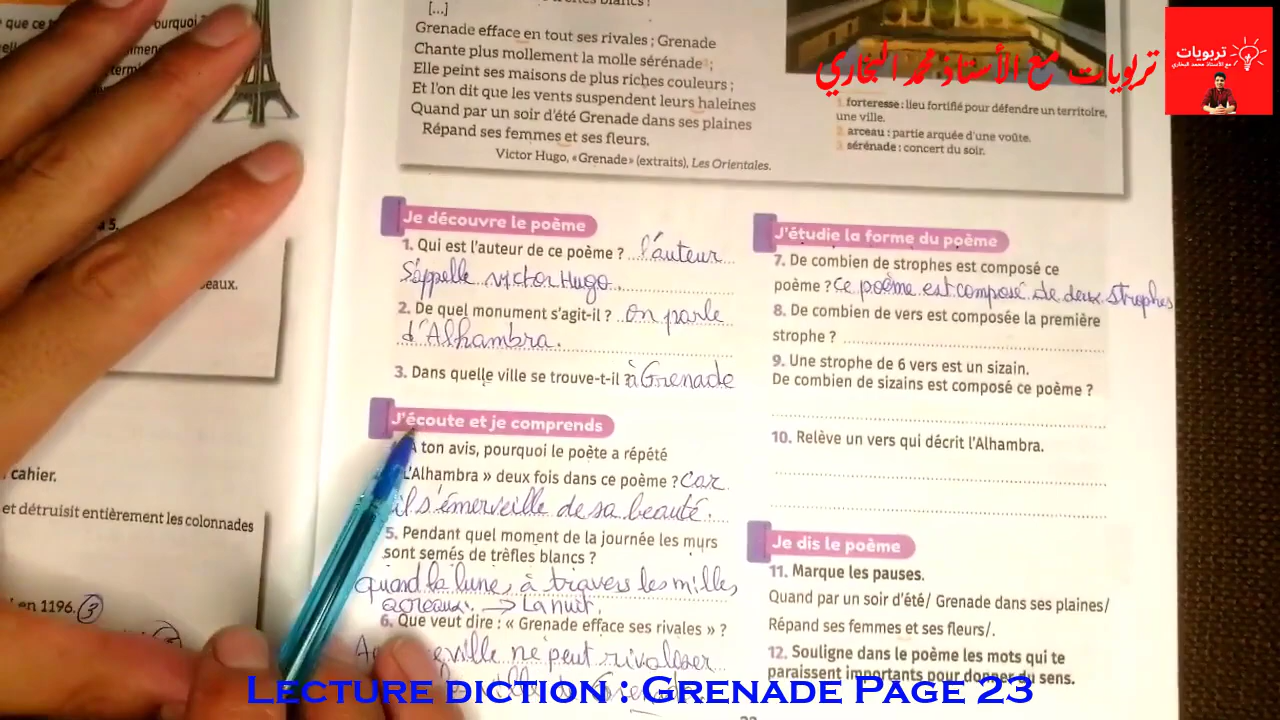 [...]
Grenade efface en tout ses rivales ; Grenade
Chante plus mollement la molle sérénade ;
Elle peint ses maisons de plus riches couleurs ;
Et l'on dit que les vents suspendent leurs haleines
Quand par un soir d'été Grenade dans ses plaines
Répand ses femmes et ses fleurs.
Victor Hugo, «Grenade» (extraits), Les Orientales.
1. forteresse : lieu fortifié pour défendre un territoire,
une ville.
2. arceau : partie arquée d'une voûte.
3. sérénade : concert du soir.
تربويات مع الأستاذ محمد البخاري
تربويات
مع الأستاذ محمد البخاري
que ce
ourquoi ?
a 5.
eaux.
cahier.
et détruisit entièrement les colonnades
en 1196. 3
Je découvre le poème
1. Qui est l'auteur de ce poème ? l'auteur
s'appelle victor Hugo.
2. De quel monument s'agit-il ? on parle
d'Alhambra.
3. Dans quelle ville se trouve-t-il ? à Grenade
J'écoute et je comprends
À ton avis, pourquoi le poète a répété
L'Alhambra » deux fois dans ce poème ? car
il s'émerveille de sa beauté.
5. Pendant quel moment de la journée les murs
sont semés de trèfles blancs ?
quand la lune, à travers les milles
→ La nuit.
6. Que veut dire : « Grenade efface ses rivales » ?
ville ne peut rivaliser
J'étudie la forme du poème
7. De combien de strophes est composé ce
poème ? ce poème est composé de deux strophes
8. De combien de vers est composée la première
strophe ?
9. Une strophe de 6 vers est un sizain.
De combien de sizains est composé ce poème ?
10. Relève un vers qui décrit l'Alhambra.
Je dis le poème
11. Marque les pauses.
Quand par un soir d'été/ Grenade dans ses plaines/
Répand ses femmes et ses fleurs/.
12. Souligne dans le poème les mots qui te
paraissent importants pour donner du sens.
Lecture diction : Grenade Page 23